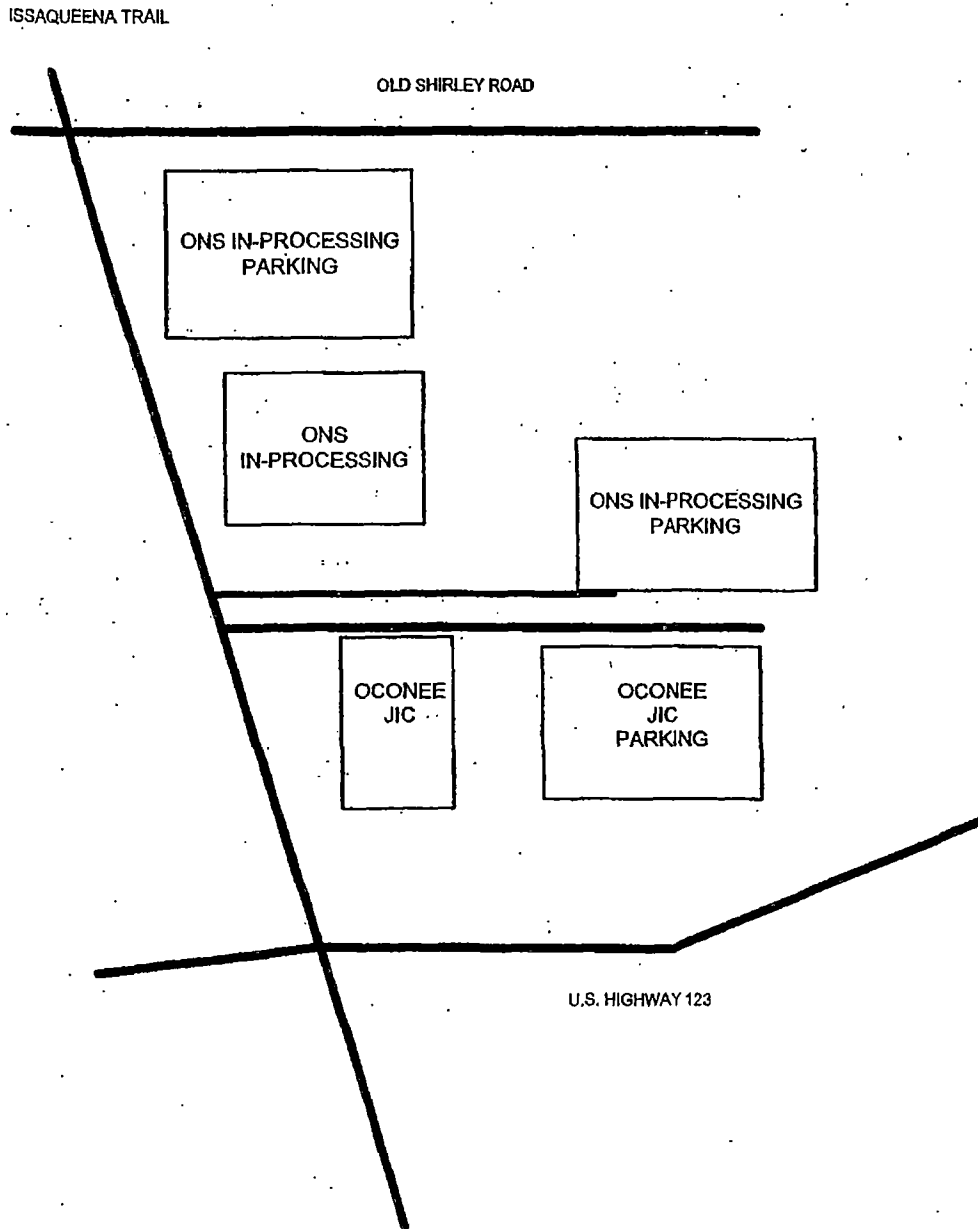 ISSAQUEENA TRAIL
OLD SHIRLEY ROAD
ONS IN-PROCESSING
PARKING
ONS
IN-PROCESSING
ONS IN-PROCESSING
PARKING
OCONEE
JIC
OCONEE
JIC
PARKING
U.S. HIGHWAY 123